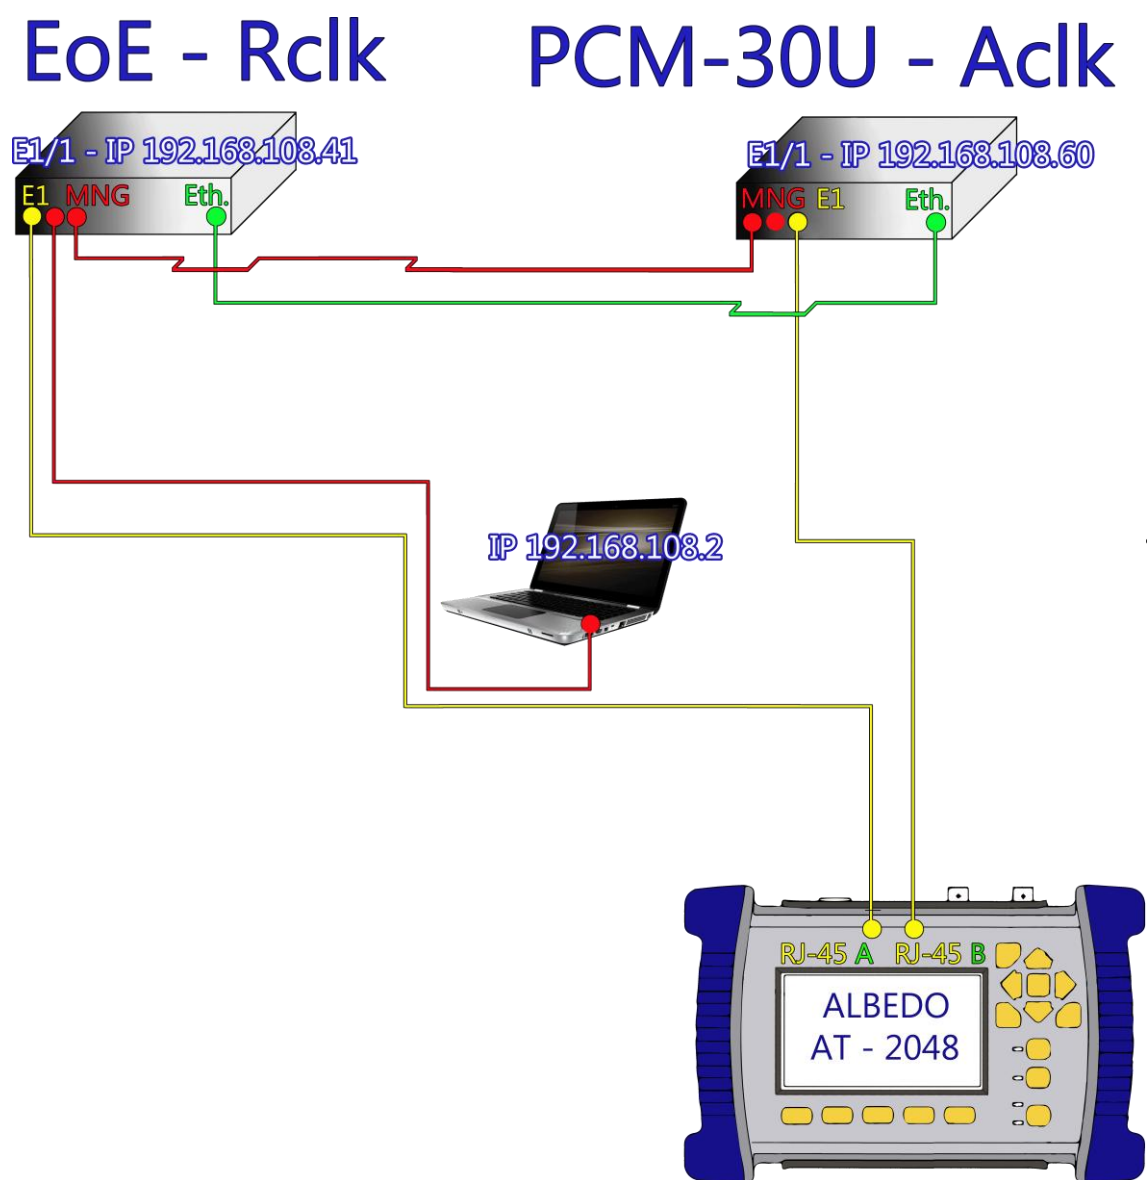 EoE - Rclk
PCM-30U - Aclk
E1/1 - IP 192.168.108.41
E1/1 - IP 192.168.108.60
E1 MNG Eth.
MNG E1 Eth.
IP 192.168.108.2
RJ-45 A RJ-45 B
ALBEDO
AT - 2048